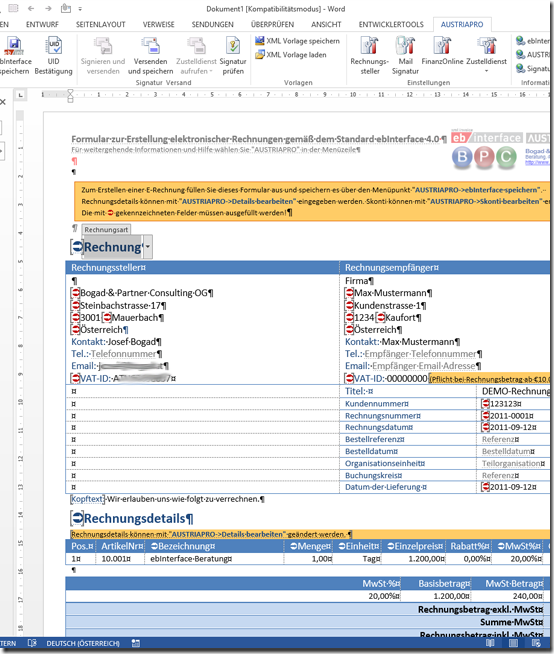 Dokument1 [Kompatibilitätsmodus] - Word
ENTWURF SEITENLAYOUT VERWEISE SENDUNGEN ÜBERPRÜFEN ANSICHT ENTWICKLERTOOLS AUSTRIAPRO
bInterface speichern
UID Bestätigung
Signieren und versenden
Versenden und speichern
Zustelldienst aufrufen
Signatur prüfen
XML Vorlage speichern
XML Vorlage laden
Rechnungs- steller
Mail Signatur
FinanzOnline
Zustelldienst
ebInter
AUSTR
Signatu
Signatur Versand Vorlagen Einstellungen Informati
Formular·zur·Erstellung·elektronischer·Rechnungen·gemäß·dem·Standard·ebInterface·4.0·¶
eb interface AUS
Für·weitergehende·Informationen·und·Hilfe·wählen·Sie·"AUSTRIAPRO"·in·der·Menüzeile¶
B P C
Bogad &
Zum·Erstellen·einer·E-Rechnung·füllen·Sie·dieses·Formular·aus·und·speichern·es·über·den·Menüpunkt·"AUSTRIAPRO->ebInterface·speichern".·
Rechnungsdetails·können·mit·"AUSTRIAPRO·->Details·bearbeiten"·eingegeben·werden.·Skonti·können·mit·"AUSTRIAPRO·->Skonti·bearbeiten"·er
Die·mit·gekennzeichneten·Felder·müssen·ausgefüllt·werden!¶
Rechnungsart
Rechnung¶
Rechnungssteller¤ Rechnungsempfänger¤
¶ Firma¶
Bogad·&·Partner·Consulting·OG¶ Max·Mustermann¶
Steinbachstrasse·17¶ Kundenstrasse·1¶
3001·Mauerbach¶ 1234·Kaufort¶
Österreich¶ Österreich¶
Kontakt:·Josef·Bogad¶ Kontakt:·Max·Mustermann¶
Tel.:·Telefonnummer¶ Tel.:·Empfänger·Telefonnummer¶
Email: Email:·Empfänger·Email·Adresse¶
VAT-ID: VAT-ID:·00000000 (Pflicht·bei·Rechnungsbetrag·ab·€10.0
Titel:· DEMO-Rechnung
Kundennummer 123123¤
Rechnungsnummer 2011-0001¤
Rechnungsdatum 2011-09-12¤
Bestellreferenz Referenz¤
Bestelldatum Bestelldatum¤
Organisationseinheit Teilorganisation¤
Buchungskreis Referenz¤
Datum·der·Lieferung 2011-09-12¤
Kopftext·Wir·erlauben·uns·wie·folgt·zu·verrechnen.¶
Rechnungsdetails¶
Rechnungsdetails·können·mit·"AUSTRIAPRO·->Details·bearbeiten"·geändert·werden.·¶
Pos.¤ ArtikelNr¤ Bezeichnung¤ Menge¤ Einheit¤ Einzelpreis¤ Rabatt%¤ MwSt%¤
1¤ 10.001¤ ebInterface·Beratung¤ 1,00¤ Tag¤ 1.200,00¤ 0,00%¤ 20,00%¤
¶
MwSt·%¤ Basisbetrag¤ MwSt·Betrag¤
20,00%¤ 1.200,00¤ 240,00¤
Rechnungsbetrag·exkl.·MwSt¤
Summe·MwSt¤
Rechnungsbetrag·inkl.·MwSt¤
TERN DEUTSCH (ÖSTERREICH)